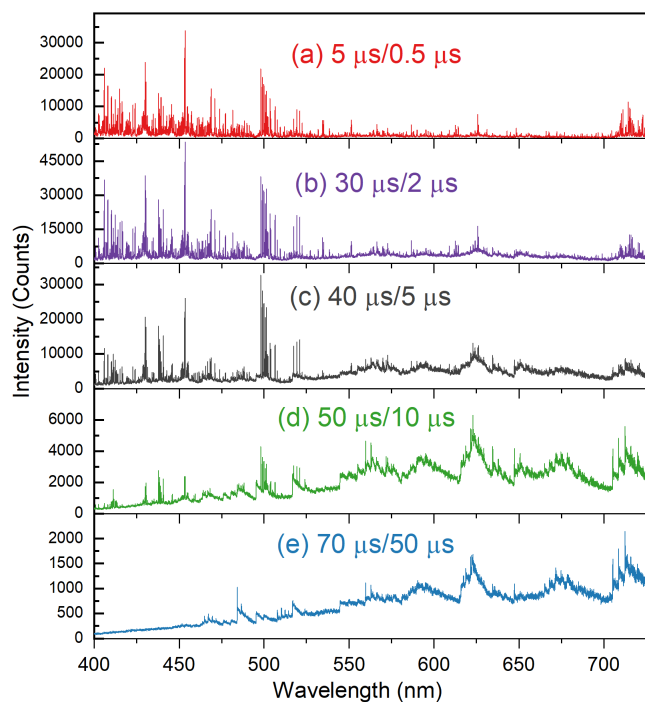 30000
20000
10000
0
(a) 5 μs/0.5 μs
45000
30000
15000
0
(b) 30 μs/2 μs
30000
20000
10000
0
(c) 40 μs/5 μs
6000
4000
2000
0
(d) 50 μs/10 μs
2000
1500
1000
500
0
(e) 70 μs/50 μs
400 450 500 550 600 650 700
Wavelength (nm)
Intensity (Counts)